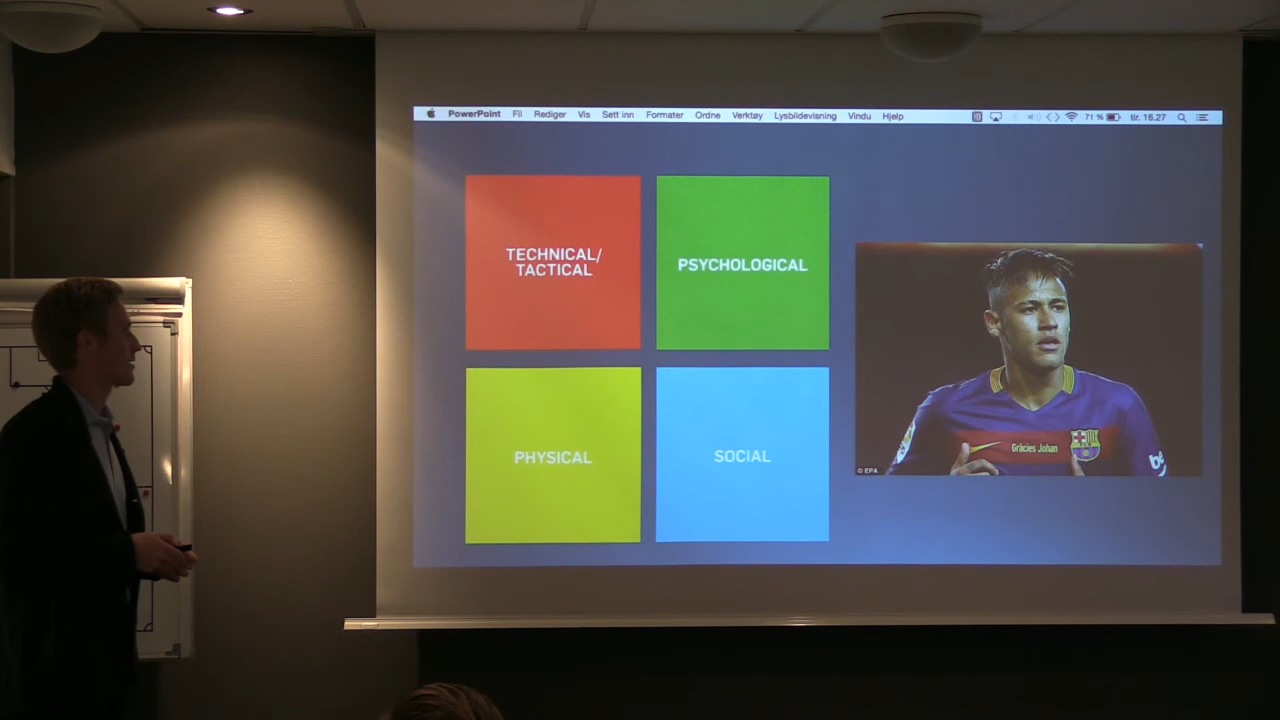 PowerPoint Fil Rediger Vis Sett inn Formater Ordne Verktøy Lysbildevisning Vindu Hjelp 71 % tir. 16.27
TECHNICAL/
TACTICAL
PSYCHOLOGICAL
PHYSICAL
SOCIAL
Gràcies Johan
© EPA